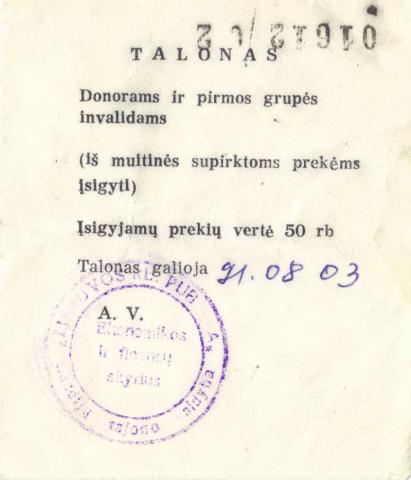 TALONAS
Donorams ir pirmos grupės
invalidams
(iš muitinės supirktoms prekėms
įsigyti)
Įsigyjamų prekių vertė 50 rb
Talonas galioja 91.08 03
A. V.
Ekonomikos
ir finansų
skyrius